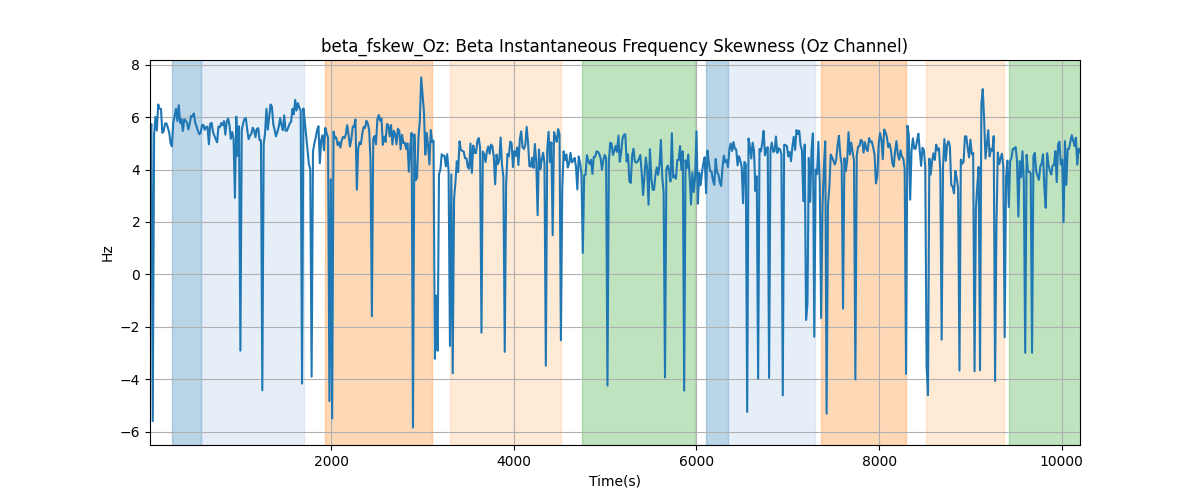 beta_fskew_Oz: Beta Instantaneous Frequency Skewness (Oz Channel)
8
6
4
2
0
−2
−4
−6
Hz
2000 4000 6000 8000 10000
Time(s)